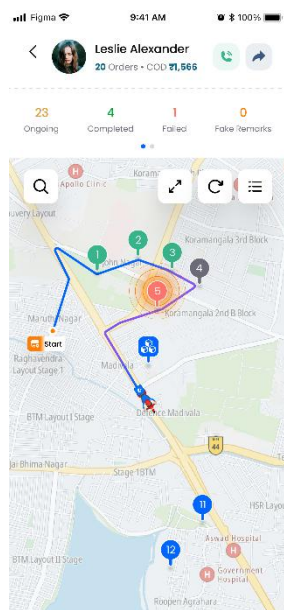 Figma 9:41 AM 100%
Leslie Alexander
20 Orders • COD ₹1,566
23 4 1 0
Ongoing Completed Failed Fake Remarks
H
Apollo Clinic
Koramangala 3rd Block
2
1
3
4
5
Koramangala 2nd B Block
Maruthi Nagar
Start
Raghavendra
Layout Stage 1
Madivala
BTM Layout I Stage
Defence Madivala
44
Jai Bhima Nagar
Stage 1BTM
HSR Layou
11
Aswad Hospital
H
12
BTM Layout II Stage
H
Government
Hospital
Roopen Agrahara